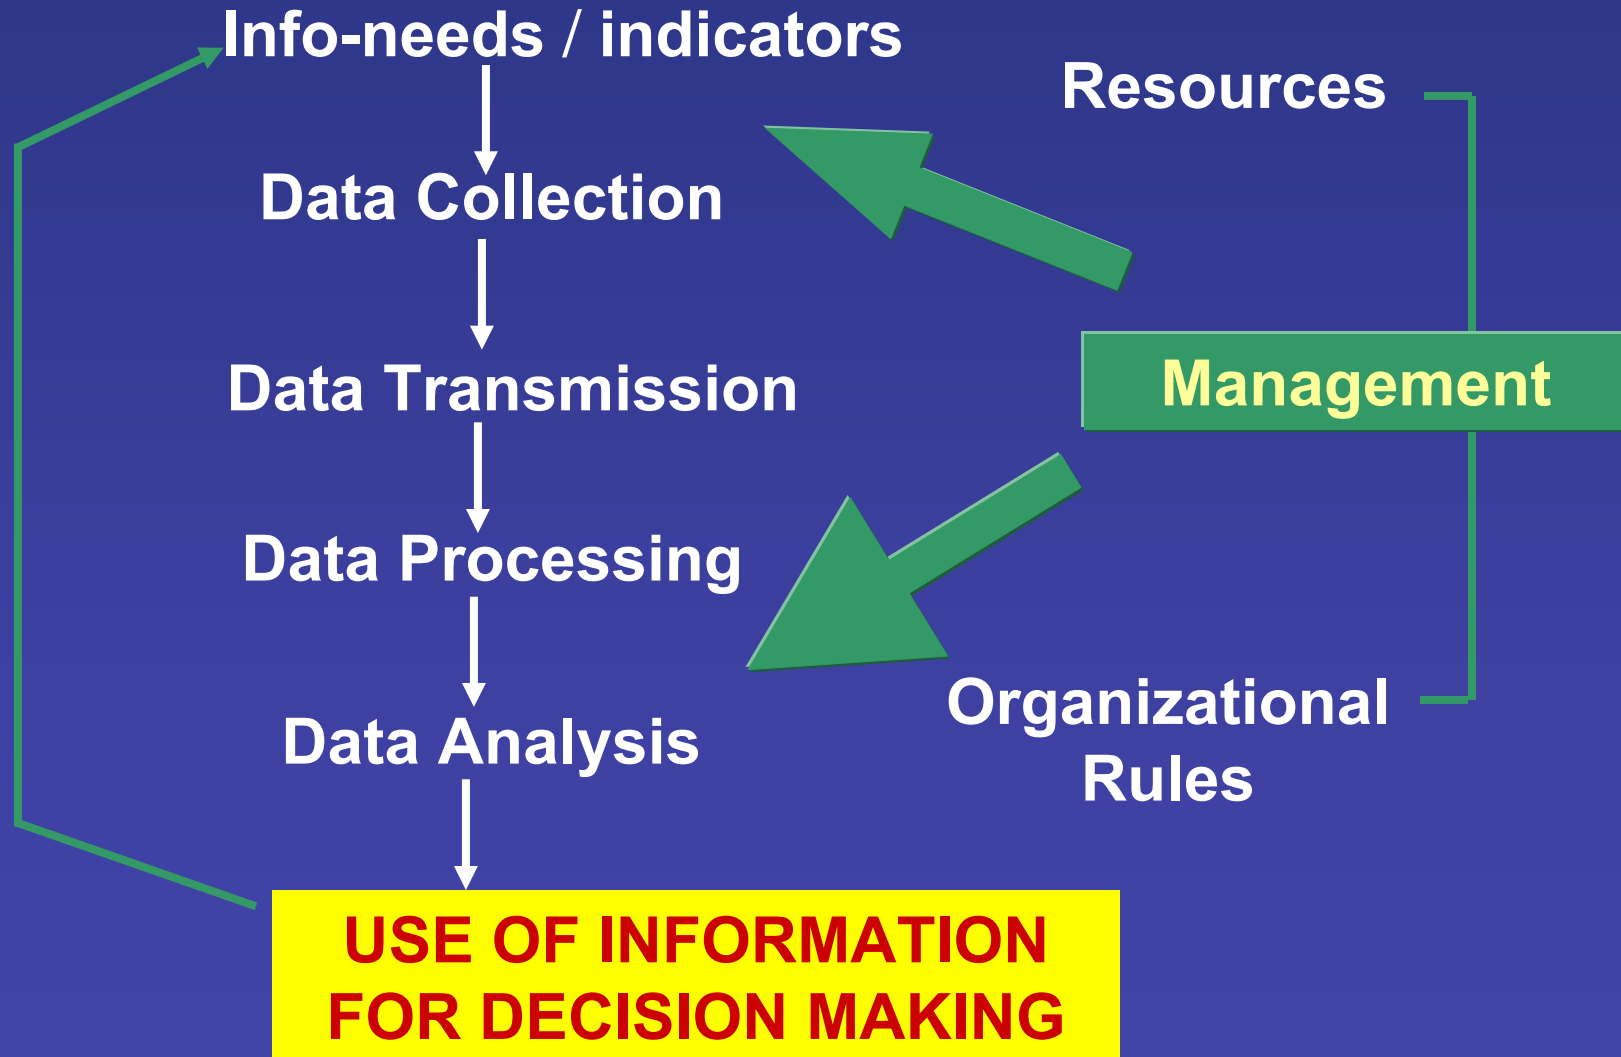 Info-needs / indicators
Resources
Data Collection
Data Transmission
Management
Data Processing
Data Analysis
Organizational
Rules
USE OF INFORMATION
FOR DECISION MAKING